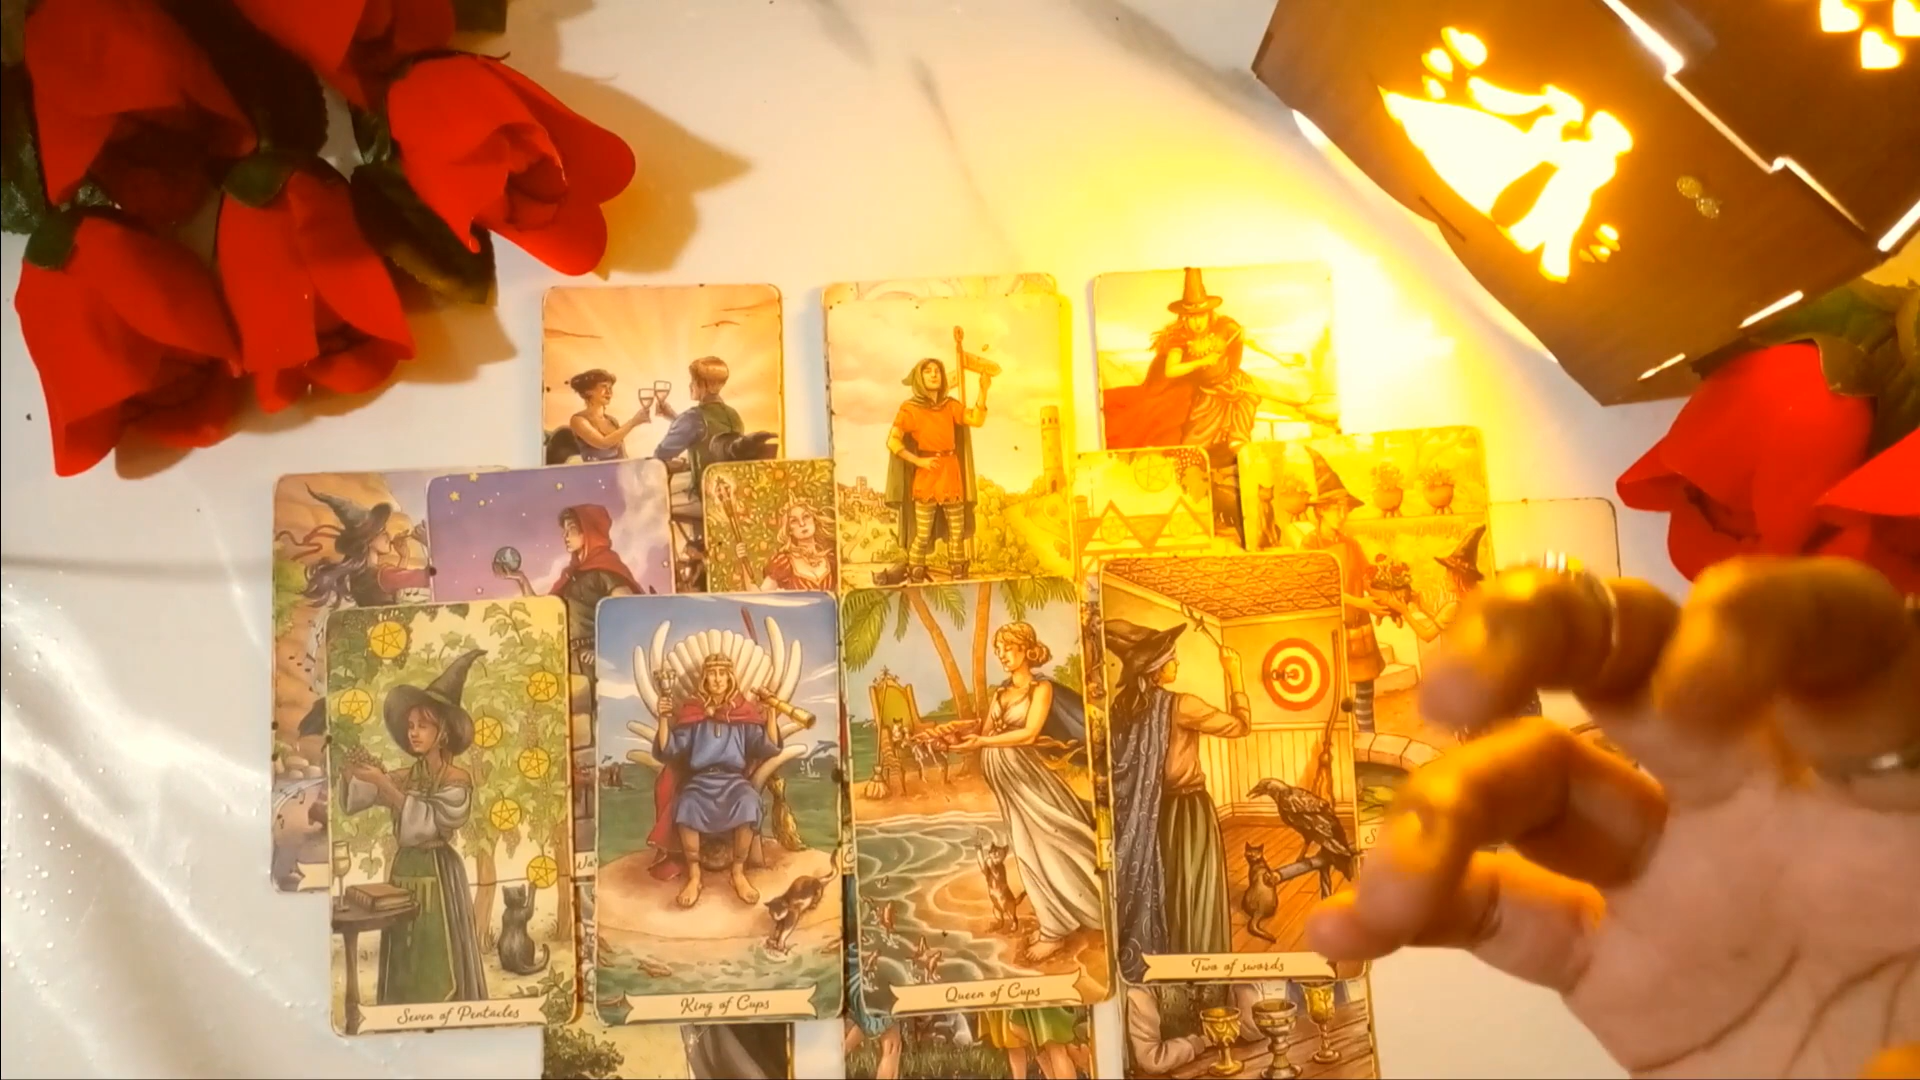 Seven of Pentacles
King of Cups
Queen of Cups
Two of swords